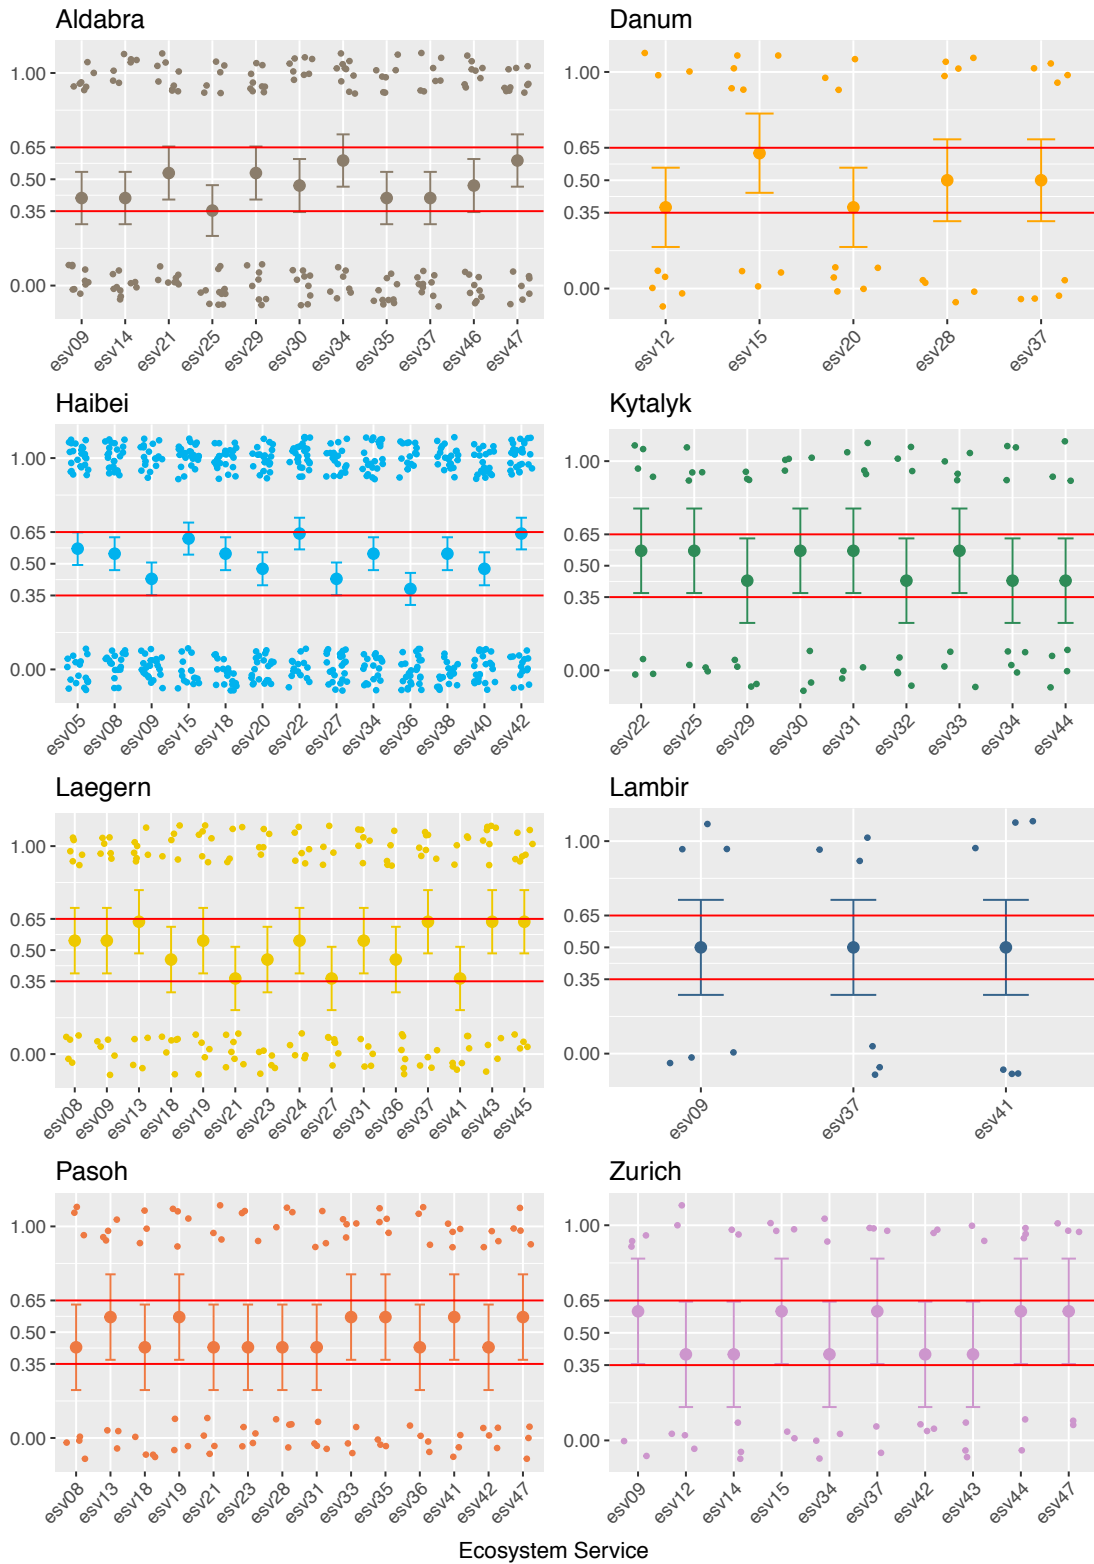 Aldabra
1.00
0.65
0.50
0.35
0.00
esv09 esv14 esv21 esv25 esv29 esv30 esv34 esv35 esv37 esv46 esv47
Danum
1.00
0.65
0.50
0.35
0.00
esv12 esv15 esv20 esv28 esv37
Haibei
1.00
0.65
0.50
0.35
0.00
esv05 esv08 esv09 esv15 esv18 esv20 esv22 esv27 esv34 esv36 esv38 esv40 esv42
Kytalyk
1.00
0.65
0.50
0.35
0.00
esv22 esv25 esv29 esv30 esv31 esv32 esv33 esv34 esv44
Laegern
1.00
0.65
0.50
0.35
0.00
esv08 esv09 esv13 esv18 esv19 esv21 esv23 esv24 esv27 esv31 esv36 esv37 esv41 esv43 esv45
Lambir
1.00
0.65
0.50
0.35
0.00
esv09 esv37 esv41
Pasoh
1.00
0.65
0.50
0.35
0.00
esv08 esv13 esv18 esv19 esv21 esv23 esv28 esv31 esv33 esv35 esv36 esv41 esv42 esv47
Zurich
1.00
0.65
0.50
0.35
0.00
esv09 esv12 esv14 esv15 esv34 esv37 esv42 esv43 esv44 esv47
Ecosystem Service